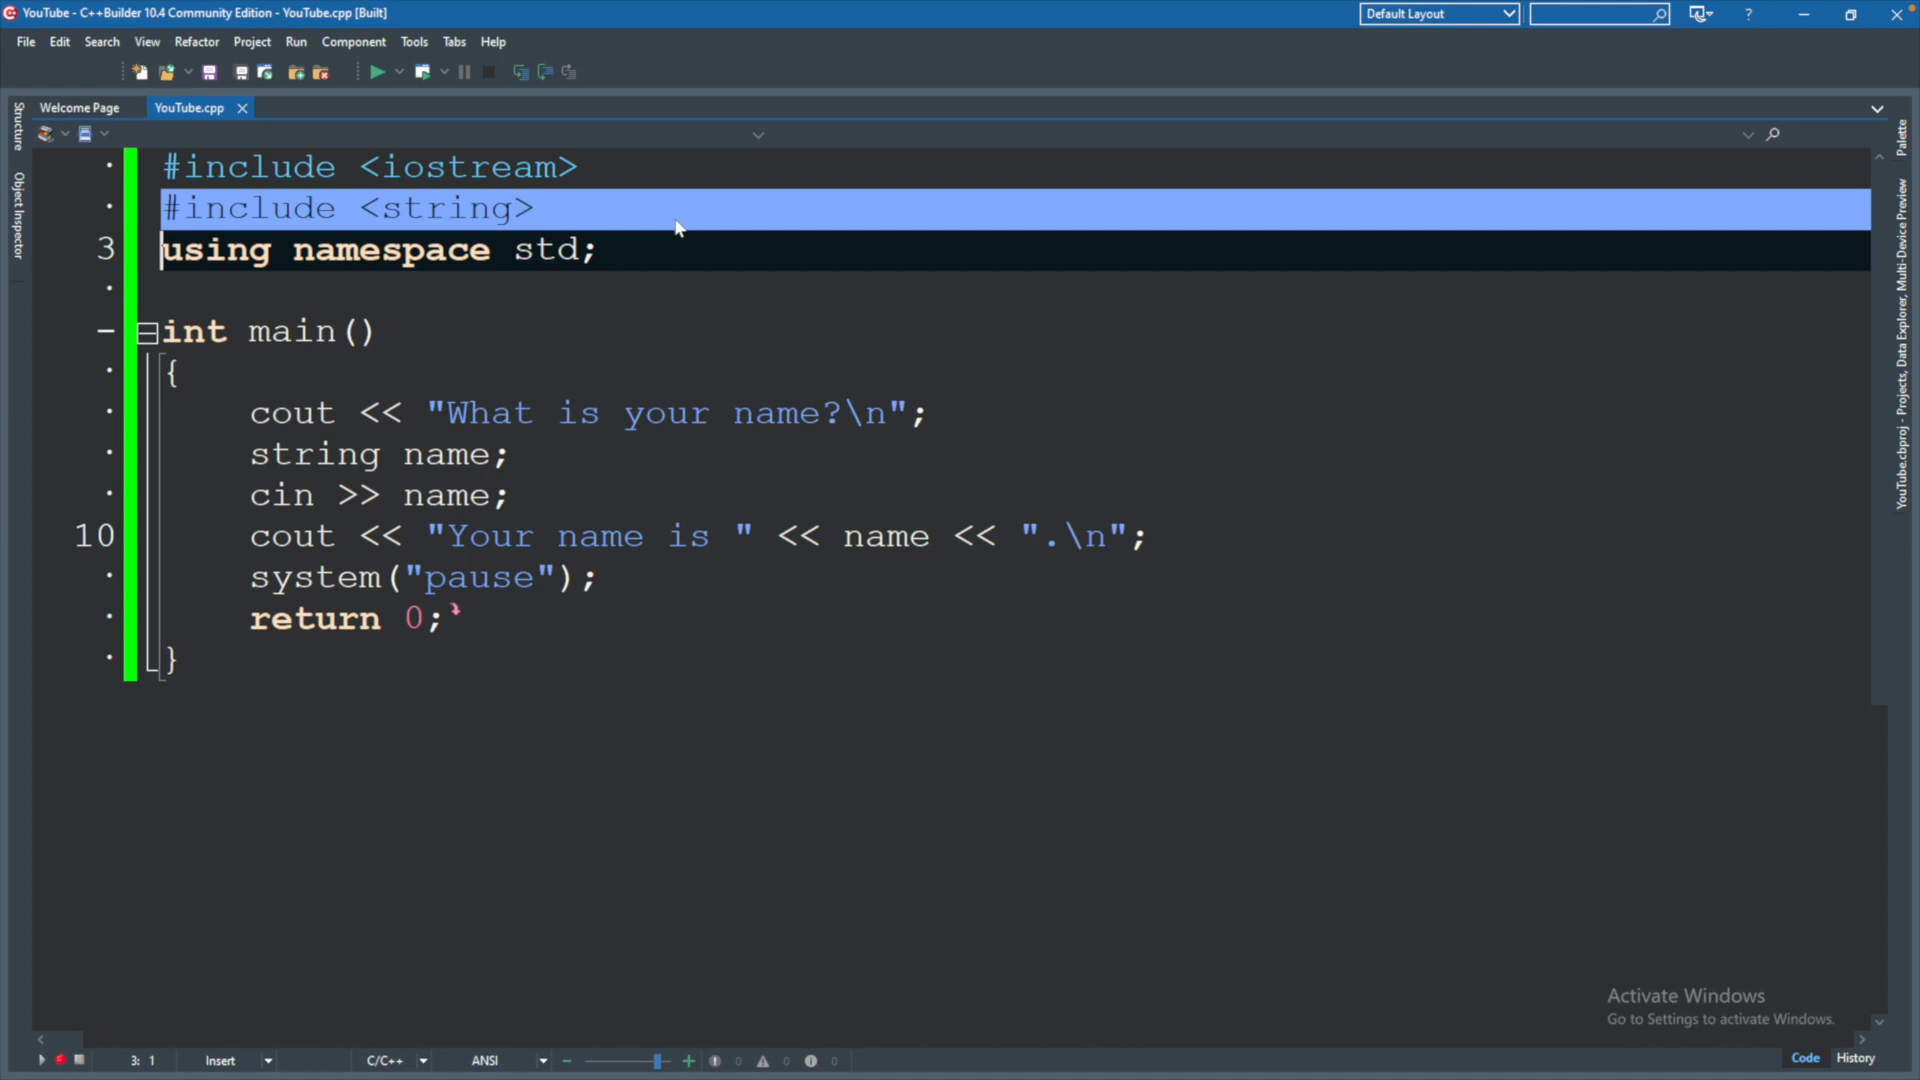 YouTube - C++Builder 10.4 Community Edition - YouTube.cpp [Built]
Default Layout
?
File Edit Search View Refactor Project Run Component Tools Tabs Help
Welcome Page YouTube.cpp
Structure
Object Inspector
Palette
YouTube.cbproj - Projects, Data Explorer, Multi-Device Preview
#include <iostream>
#include <string>
3 using namespace std;
int main()
{
cout << "What is your name?\n";
string name;
cin >> name;
10 cout << "Your name is " << name << ".\n";
system("pause");
return 0;
}
Activate Windows
Go to Settings to activate Windows.
3: 1 Insert C/C++ ANSI 0 0 0 Code History